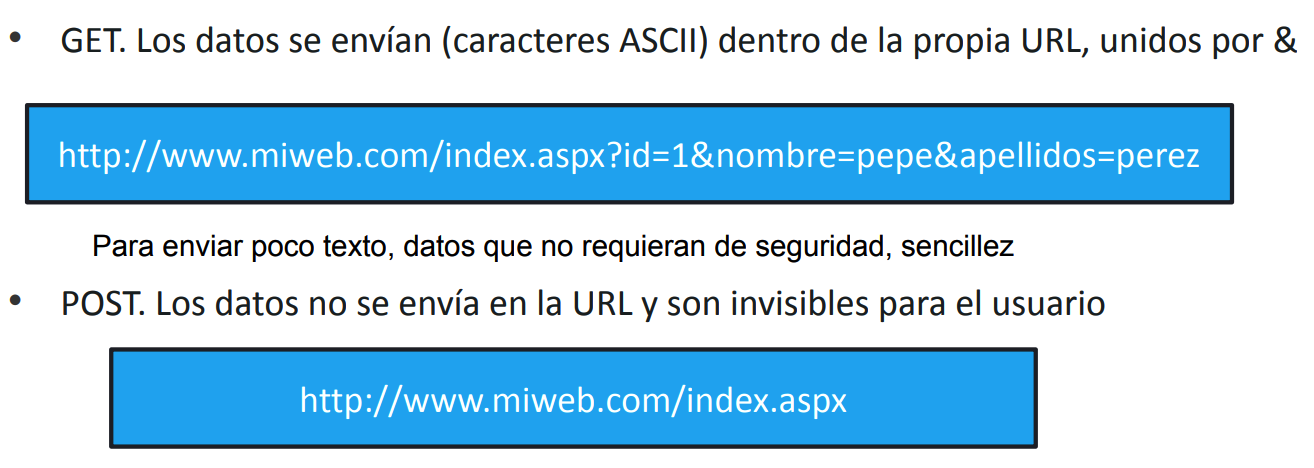 • GET. Los datos se envían (caracteres ASCII) dentro de la propia URL, unidos por &
http://www.miweb.com/index.aspx?id=1&nombre=pepe&apellidos=perez
Para enviar poco texto, datos que no requieran de seguridad, sencillez
• POST. Los datos no se envía en la URL y son invisibles para el usuario
http://www.miweb.com/index.aspx